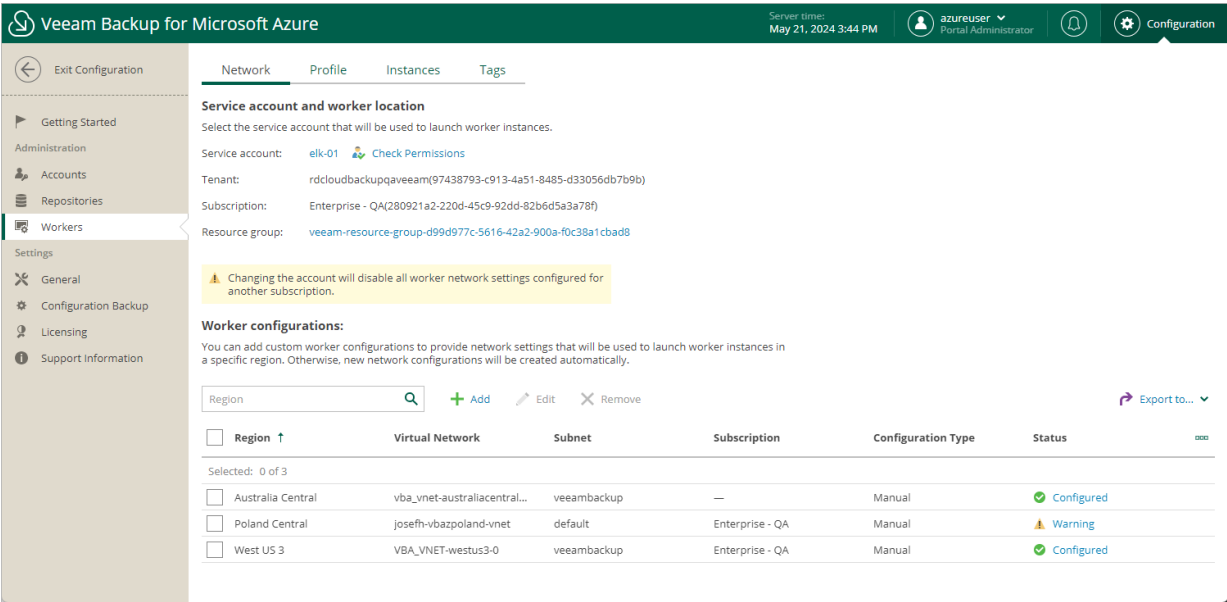 Veeam Backup for Microsoft Azure
Server time:
May 21, 2024 3:44 PM
azureuser
Portal Administrator
Configuration
Exit Configuration
Getting Started
Administration
Accounts
Repositories
Workers
Settings
General
Configuration Backup
Licensing
Support Information
Network Profile Instances Tags
Service account and worker location
Select the service account that will be used to launch worker instances.
Service account: elk-01 Check Permissions
Tenant: rdcloudbackupqaveeam(97438793-c913-4a51-8485-d33056db7b9b)
Subscription: Enterprise - QA(280921a2-220d-45c9-92dd-82b6d5a3a78f)
Resource group: veeam-resource-group-d99d977c-5616-42a2-900a-f0c38a1cbad8
Changing the account will disable all worker network settings configured for
another subscription.
Worker configurations:
You can add custom worker configurations to provide network settings that will be used to launch worker instances in
a specific region. Otherwise, new network configurations will be created automatically.
Region Add Edit Remove Export to...
Region ↑ Virtual Network Subnet Subscription Configuration Type Status
Selected: 0 of 3
Australia Central vba_vnet-australiacentral... veeambackup — Manual Configured
Poland Central josefh-vbazpoland-vnet default Enterprise - QA Manual Warning
West US 3 VBA_VNET-westus3-0 veeambackup Enterprise - QA Manual Configured